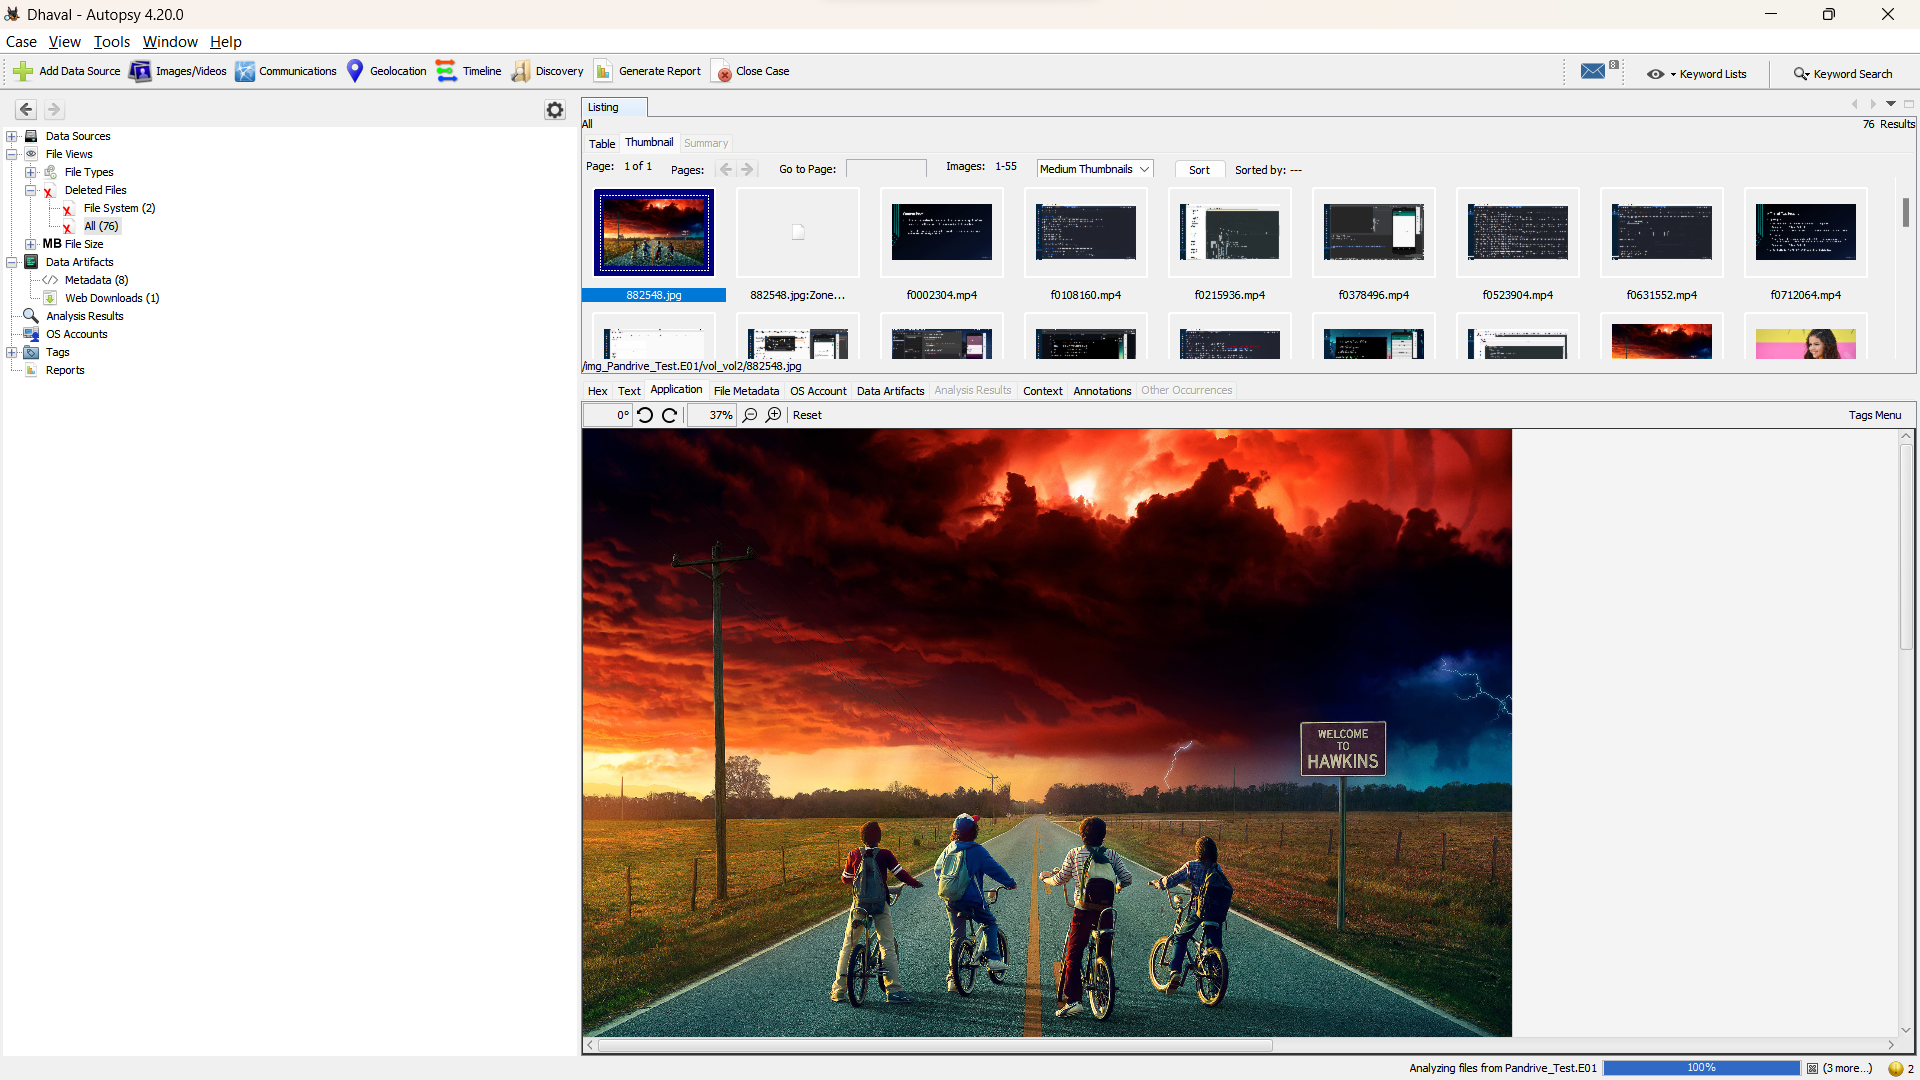 Dhaval - Autopsy 4.20.0
Case View Tools Window Help
Add Data Source Images/Videos Communications Geolocation Timeline Discovery Generate Report Close Case 8 Keyword Lists Keyword Search
Listing
All 76 Results
Table Thumbnail Summary
Page: 1 of 1 Pages: Go to Page: Images: 1-55 Medium Thumbnails Sort Sorted by: ---
882548.jpg 882548.jpg:Zone... f0002304.mp4 f0108160.mp4 f0215936.mp4 f0378496.mp4 f0523904.mp4 f0631552.mp4 f0712064.mp4
/img_Pandrive_Test.E01/vol_vol2/882548.jpg
Data Sources
File Views
File Types
Deleted Files
File System (2)
All (76)
MB File Size
Data Artifacts
Metadata (8)
Web Downloads (1)
Analysis Results
OS Accounts
Tags
Reports
Hex Text Application File Metadata OS Account Data Artifacts Analysis Results Context Annotations Other Occurrences
0° 37% Reset Tags Menu
WELCOME
TO
HAWKINS
Analyzing files from Pandrive_Test.E01 100% (3 more...) 2